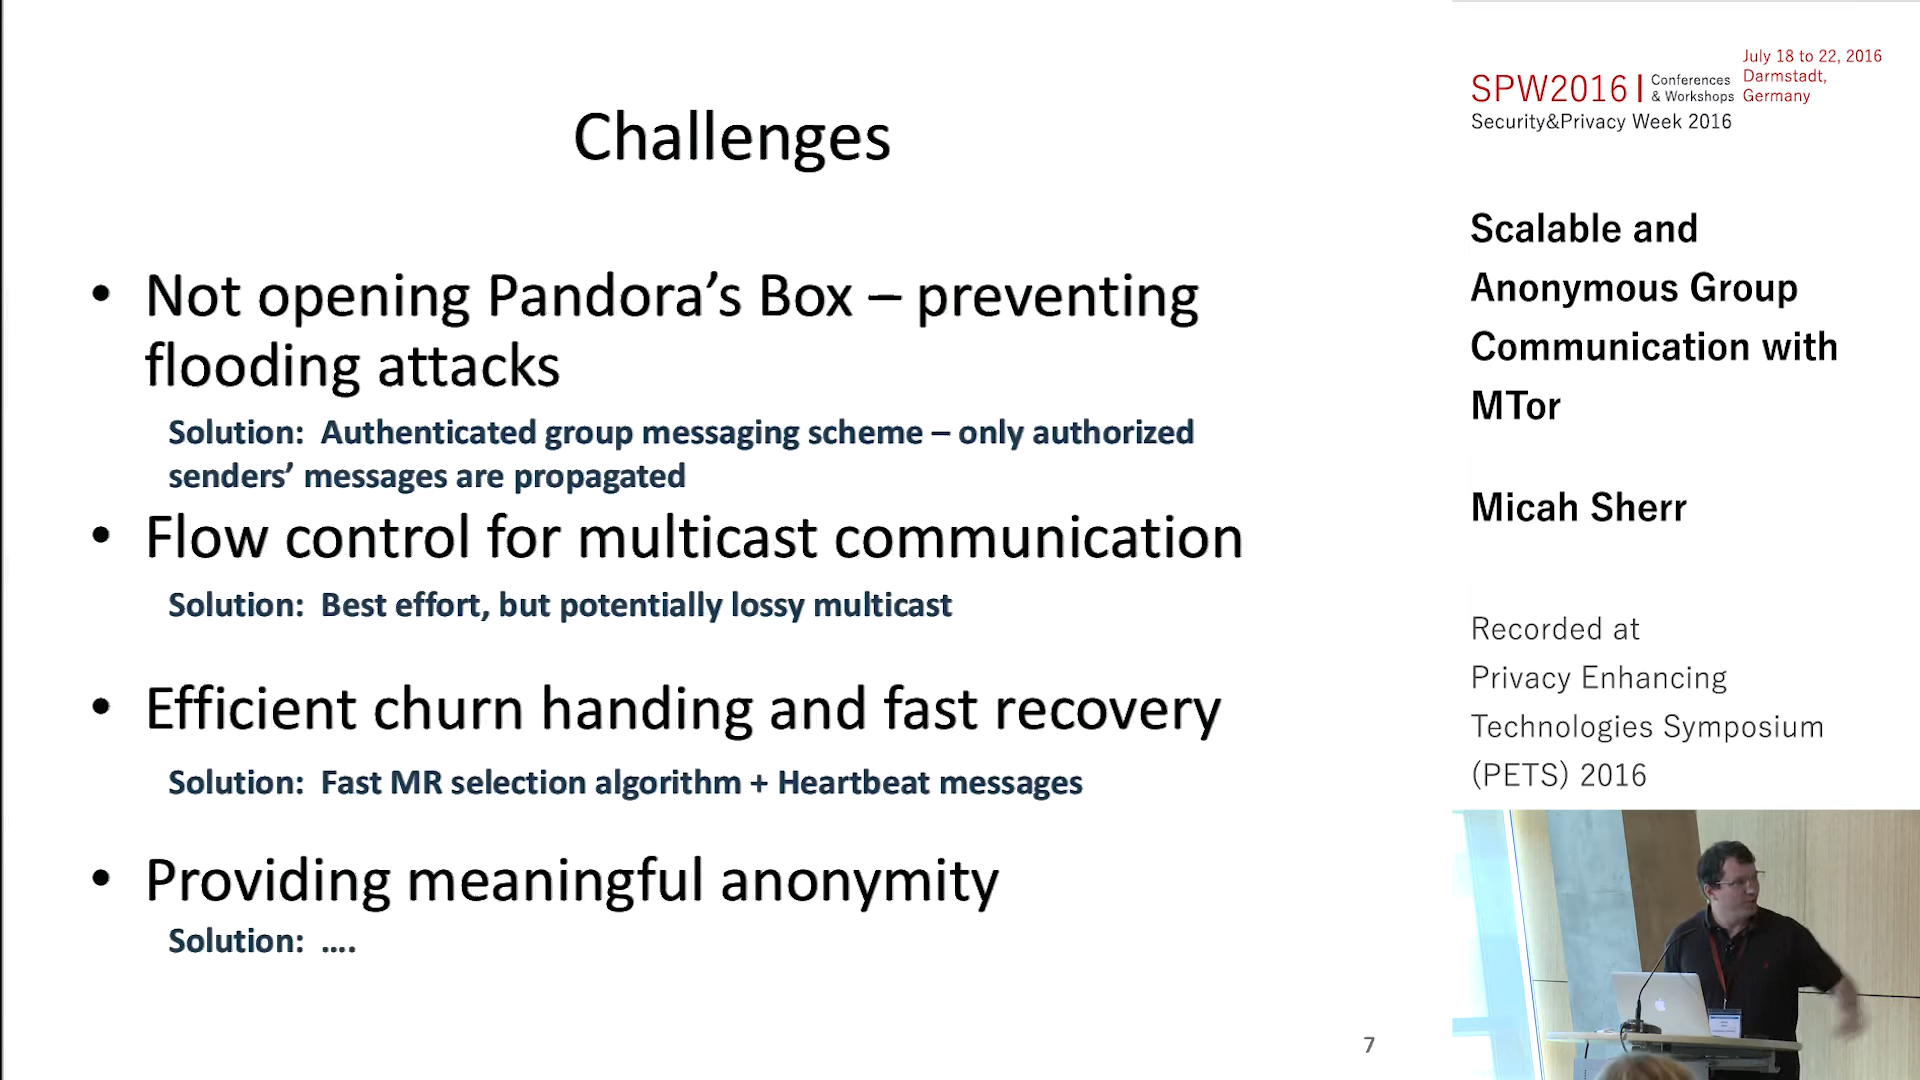 Challenges
• Not opening Pandora’s Box – preventing
flooding attacks
Solution: Authenticated group messaging scheme – only authorized
senders’ messages are propagated
• Flow control for multicast communication
Solution: Best effort, but potentially lossy multicast
• Efficient churn handing and fast recovery
Solution: Fast MR selection algorithm + Heartbeat messages
• Providing meaningful anonymity
Solution: ....
7
SPW2016 | Conferences & Workshops
July 18 to 22, 2016
Darmstadt,
Germany
Security&Privacy Week 2016
Scalable and
Anonymous Group
Communication with
MTor
Micah Sherr
Recorded at
Privacy Enhancing
Technologies Symposium
(PETS) 2016